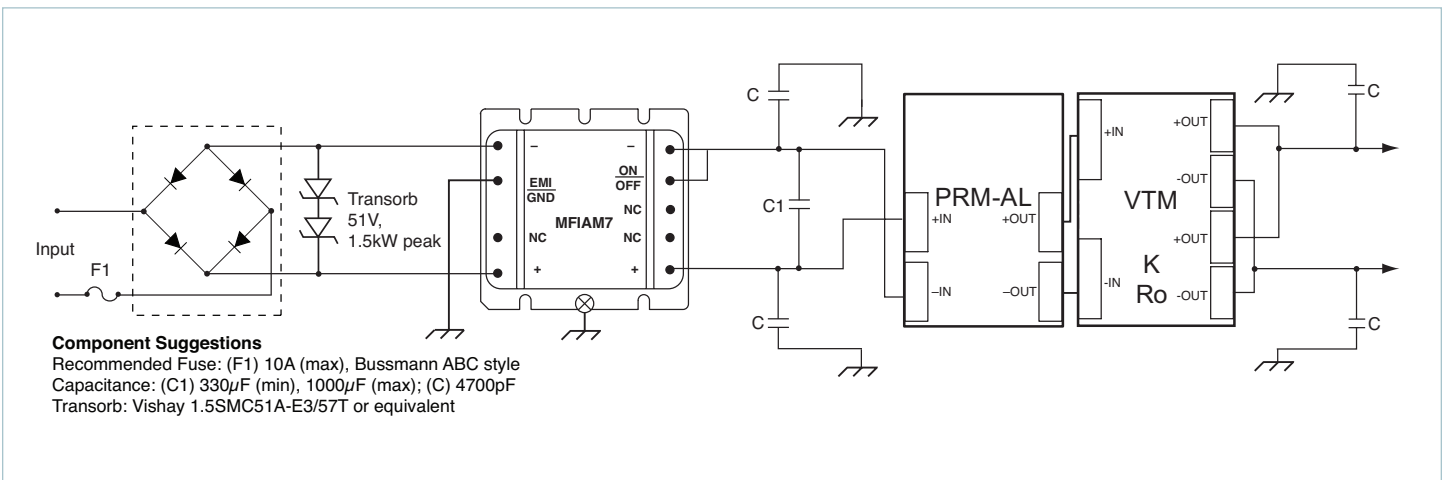 Input
F1
Transorb
51V,
1.5kW peak
–
EMI
GND
NC
+
MFIAM7
–
ON
OFF
NC
NC
+
C
C1
C
PRM-AL
+IN
–IN
+OUT
–OUT
+IN
-IN
VTM
K
Ro
+OUT
-OUT
+OUT
-OUT
C
C
Component Suggestions
Recommended Fuse: (F1) 10A (max), Bussmann ABC style
Capacitance: (C1) 330µF (min), 1000µF (max); (C) 4700pF
Transorb: Vishay 1.5SMC51A-E3/57T or equivalent